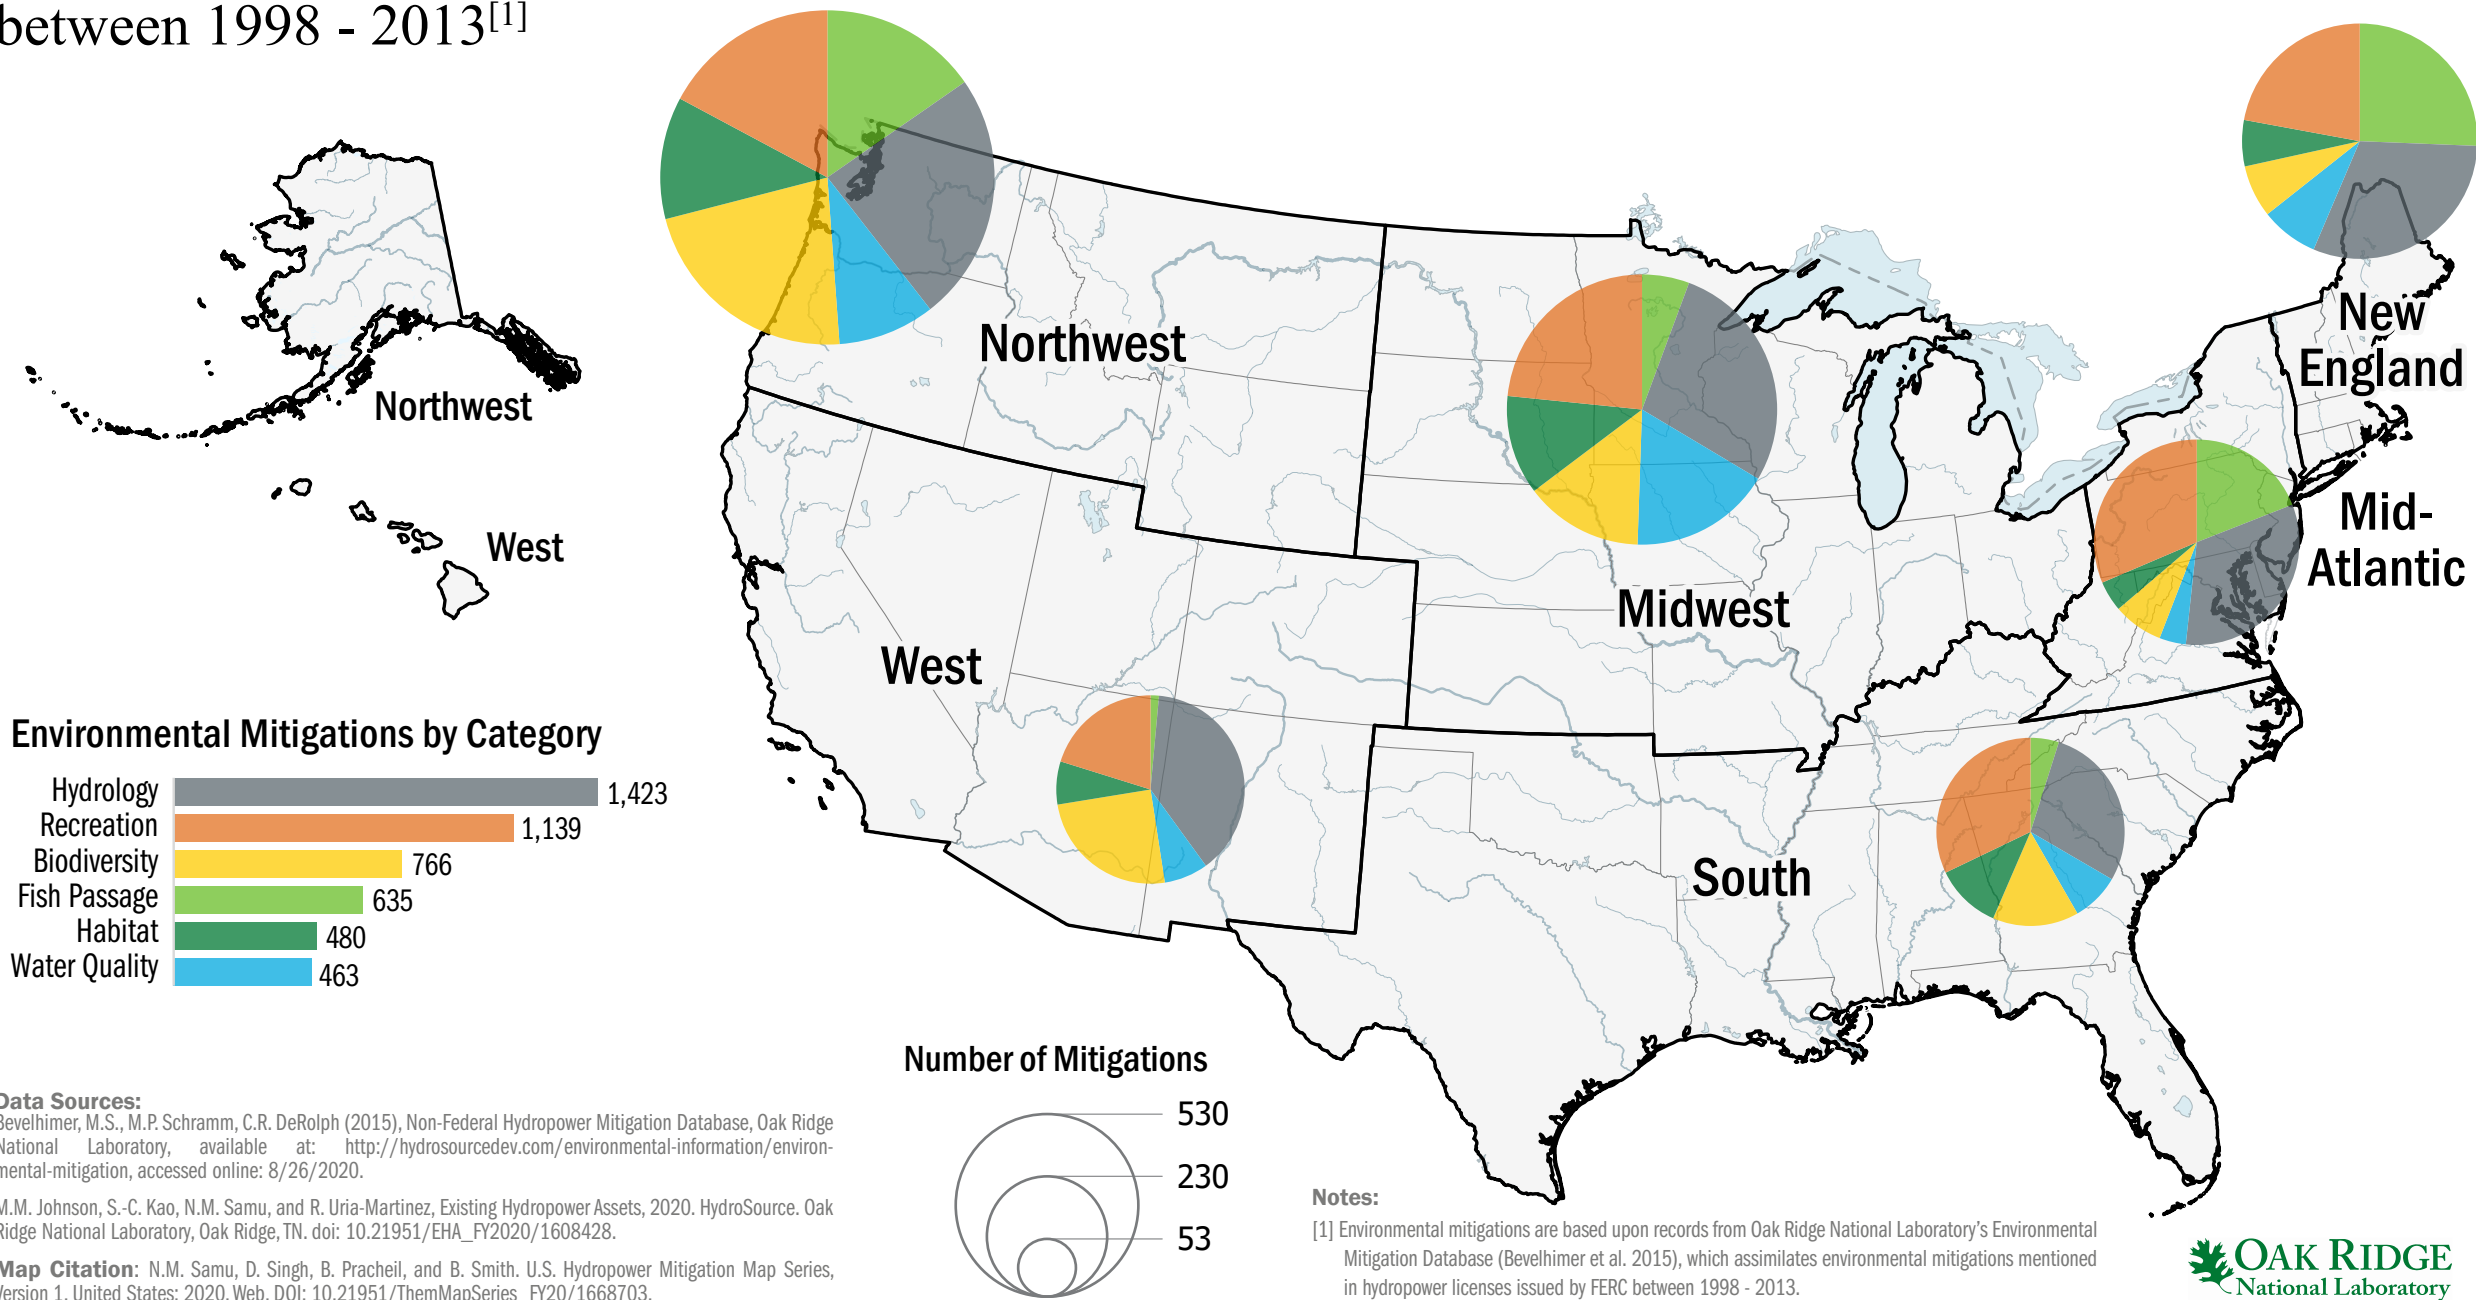 between 1998 - 2013[1]
Northwest
West
Northwest
West
Midwest
South
New
England
Mid-
Atlantic
Environmental Mitigations by Category
Hydrology 1,423
Recreation 1,139
Biodiversity 766
Fish Passage 635
Habitat 480
Water Quality 463
Number of Mitigations
530
230
53
Data Sources:
Bevelhimer, M.S., M.P. Schramm, C.R. DeRolph (2015), Non-Federal Hydropower Mitigation Database, Oak Ridge
National Laboratory, available at: http://hydrosourcedev.com/environmental-information/environ-
mental-mitigation, accessed online: 8/26/2020.
M.M. Johnson, S.-C. Kao, N.M. Samu, and R. Uria-Martinez, Existing Hydropower Assets, 2020. HydroSource. Oak
Ridge National Laboratory, Oak Ridge, TN. doi: 10.21951/EHA_FY2020/1608428.
Map Citation: N.M. Samu, D. Singh, B. Pracheil, and B. Smith. U.S. Hydropower Mitigation Map Series,
Version 1. United States: 2020. Web. DOI: 10.21951/ThemMapSeries_FY20/1668703.
Notes:
[1] Environmental mitigations are based upon records from Oak Ridge National Laboratory's Environmental
Mitigation Database (Bevelhimer et al. 2015), which assimilates environmental mitigations mentioned
in hydropower licenses issued by FERC between 1998 - 2013.
OAK RIDGE
National Laboratory